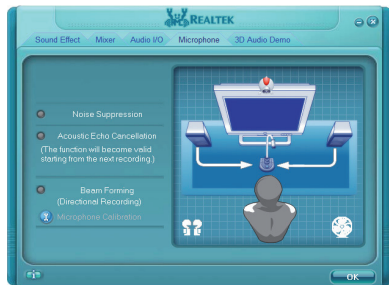 REALTEK
Sound Effect Mixer Audio I/O Microphone 3D Audio Demo
Noise Suppression
Acoustic Echo Cancellation
(The function will become valid
starting from the next recording.)
Beam Forming
(Directional Recording)
Microphone Calibration
OK